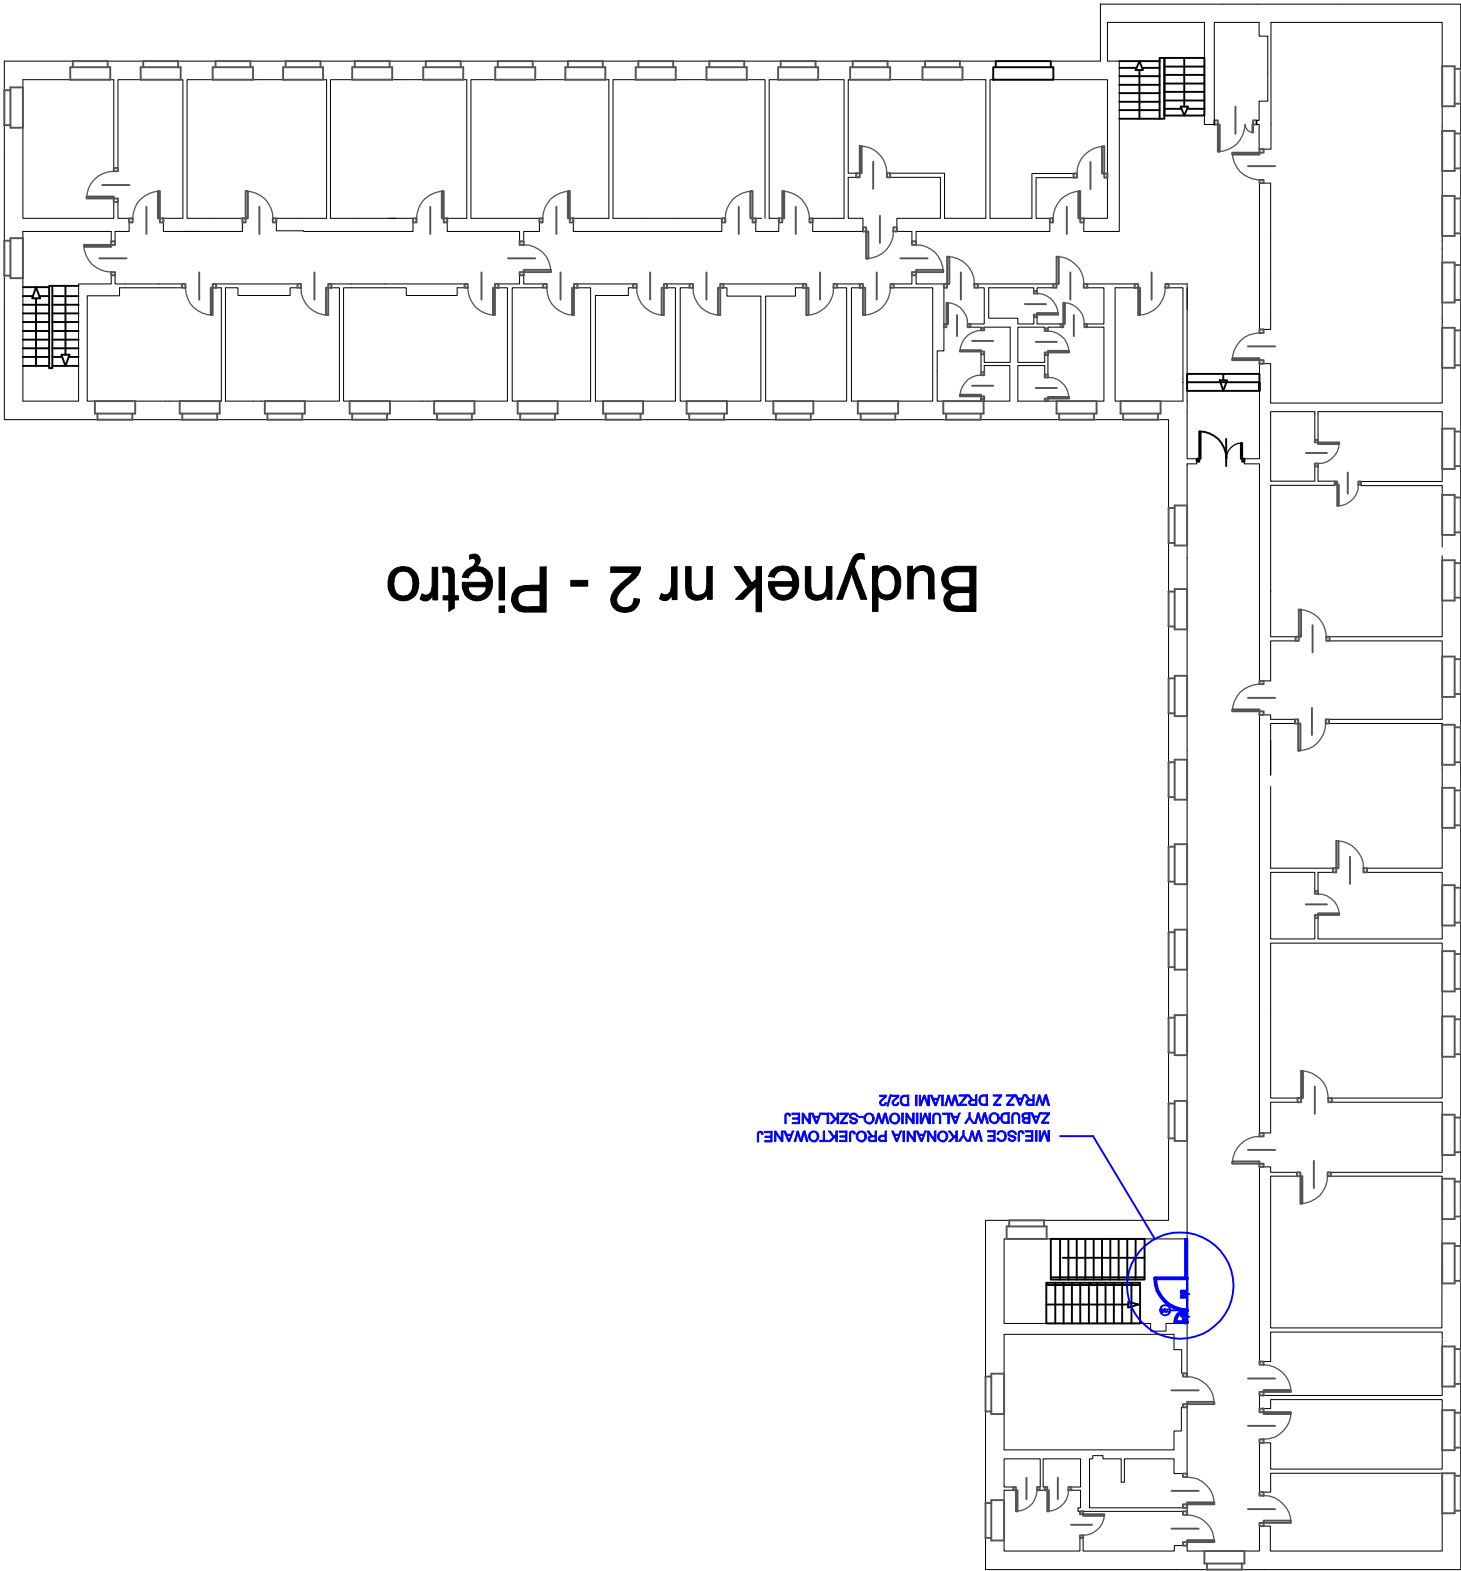 Budynek nr 2 - Piętro
MIEJSCE WYKONANIA PROJEKTOWANEJ
ZABUDOWY ALUMINIOWO-SZKLANEJ
WRAZ Z DRZWIAMI D2/2